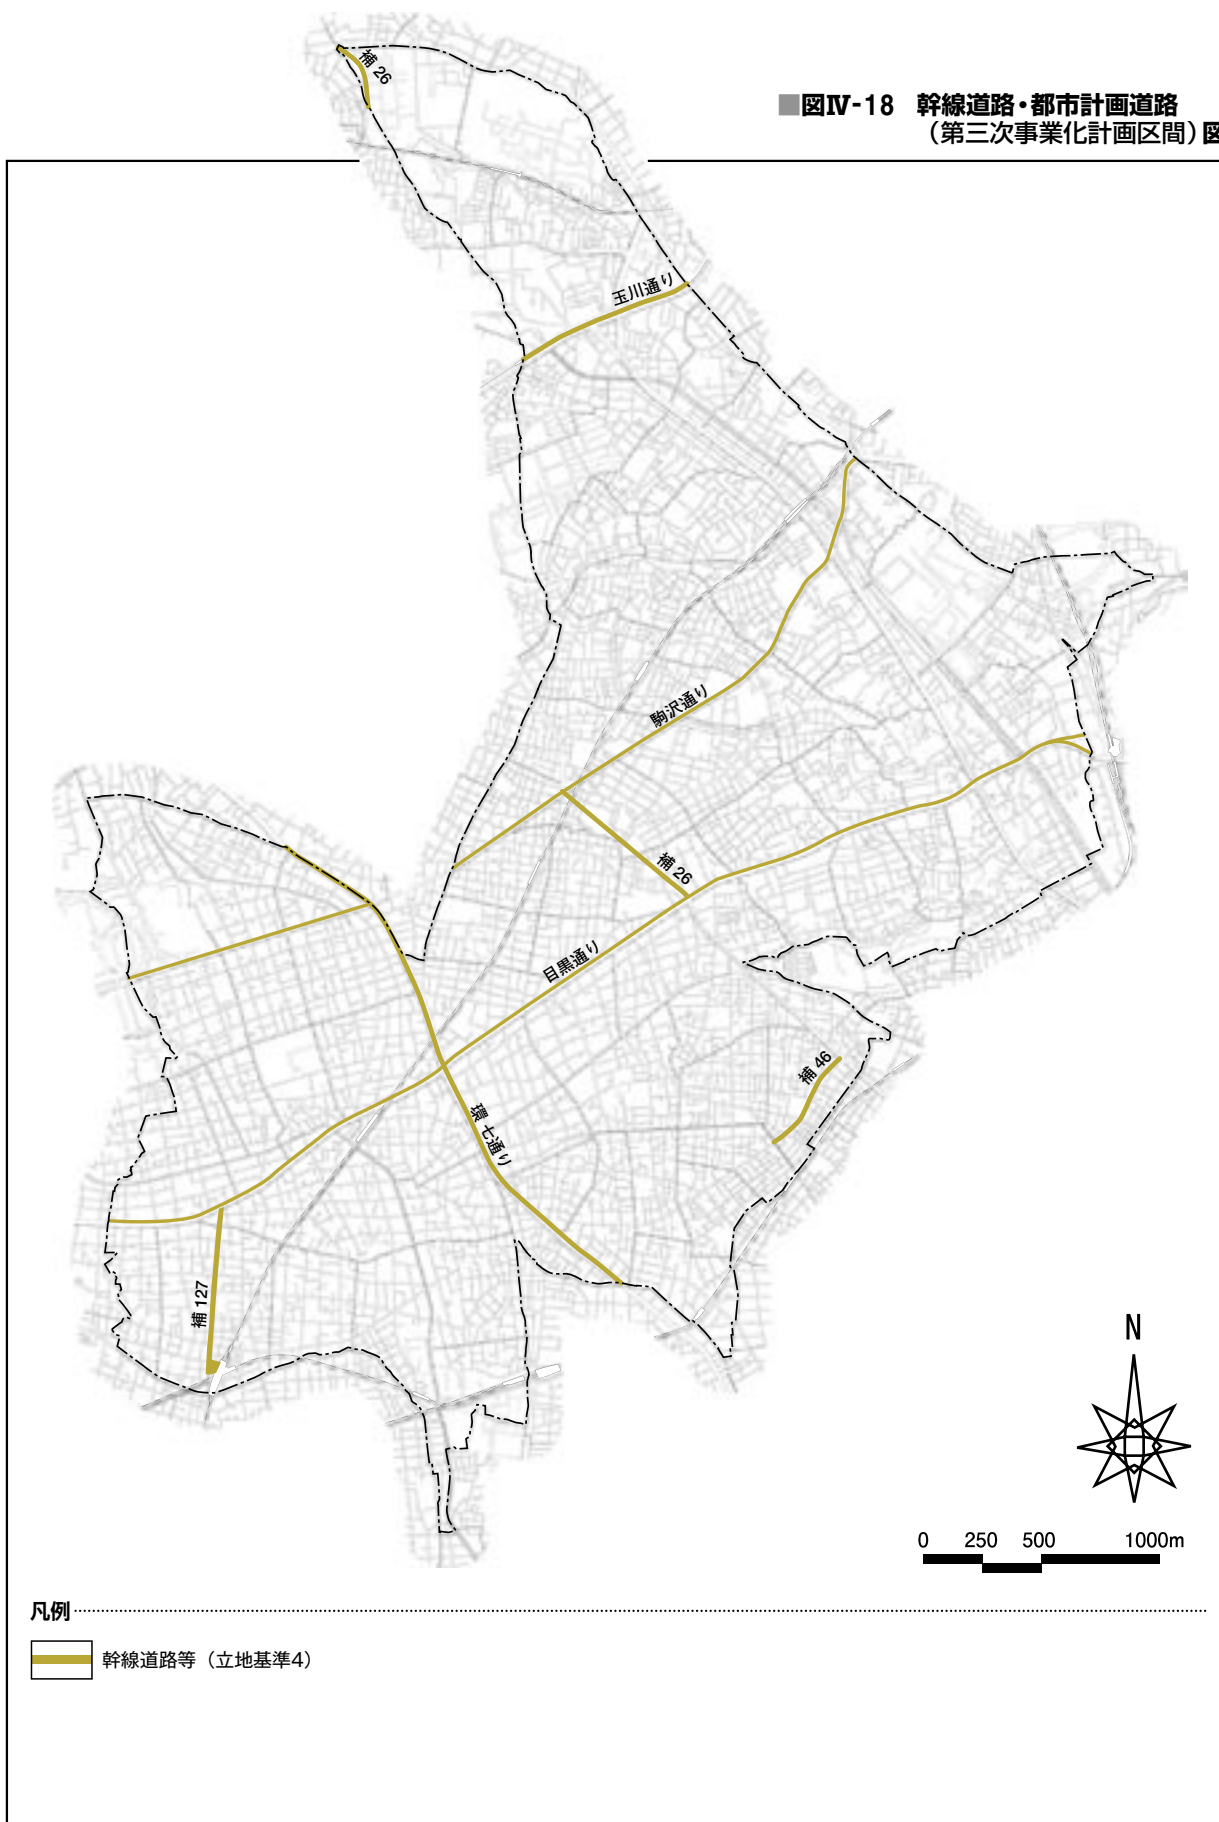 ■図Ⅳ-18 幹線道路・都市計画道路
（第三次事業化計画区間）図
補 26
玉川通り
駒沢通り
補 26
目黒通り
補 46
環七通り
補 127
N
0 250 500 1000m
凡例
幹線道路等（立地基準4）